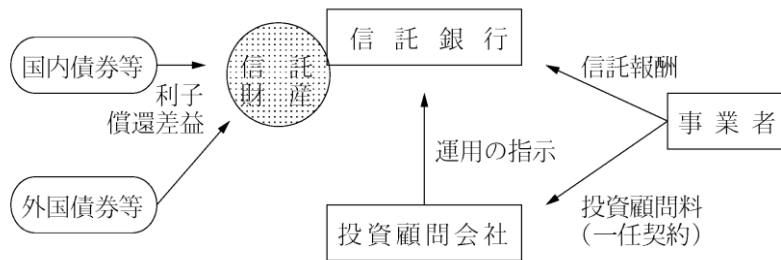 信託銀行
国内債券等
信託
財産
利子
償還差益
信託報酬
事業者
運用の指示
外国債券等
投資顧問会社
投資顧問料
（一任契約）